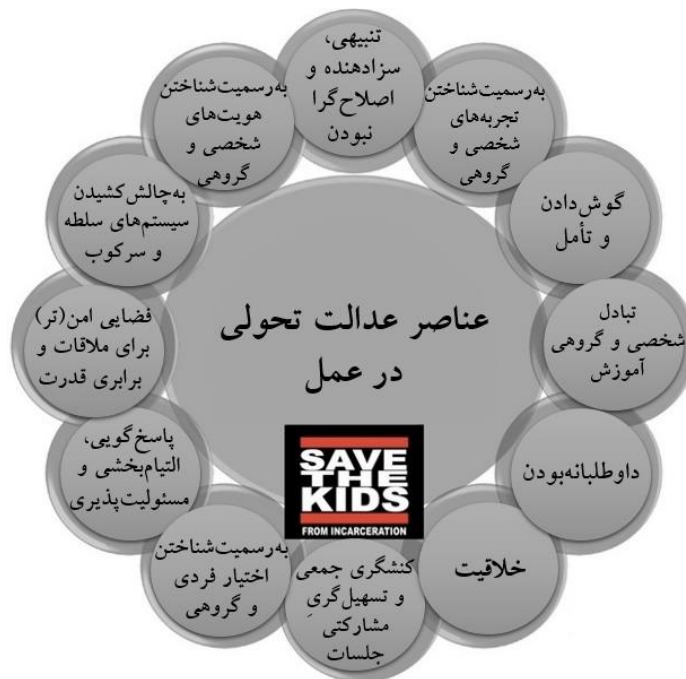 عناصر عدالت تحولی
در عمل
SAVE
THE
KIDS
FROM INCARCERATION
تنبیهی،
سزادهنده و
اصلاح‌گرا
نبودن
به‌رسمیت‌شناختن
تجربه‌های
شخصی و
گروهی
گوش‌دادن
و تأمل
تبادل
شخصی و گروهی
آموزش
داوطلبانه‌بودن
خلاقیت
کنشگری جمعی
و تسهیل‌گریِ
مشارکتی
جلسات
به‌رسمیت‌شناختن
اختیار فردی
و گروهی
پاسخ‌گویی،
التیام‌بخشی و
مسئولیت‌پذیری
فضایی امن(تر)
برای ملاقات و
برابری قدرت
به‌چالش‌کشیدن
سیستم‌های سلطه
و سرکوب
به‌رسمیت‌شناختن
هویت‌های
شخصی و
گروهی